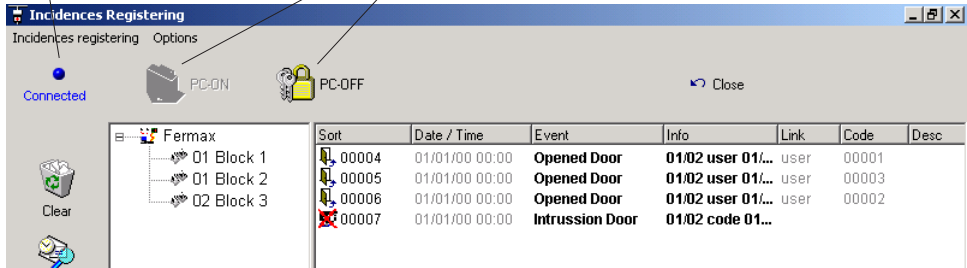 Incidences Registering
Incidences registering Options
Connected PC-ON PC-OFF Close
Fermax
01 Block 1
01 Block 2
02 Block 3
Clear
Sort Date / Time Event Info Link Code Desc
00004 01/01/00 00:00 Opened Door 01/02 user 01/... user 00001
00005 01/01/00 00:00 Opened Door 01/02 user 01/... user 00003
00006 01/01/00 00:00 Opened Door 01/02 user 01/... user 00002
00007 01/01/00 00:00 Intrussion Door 01/02 code 01...